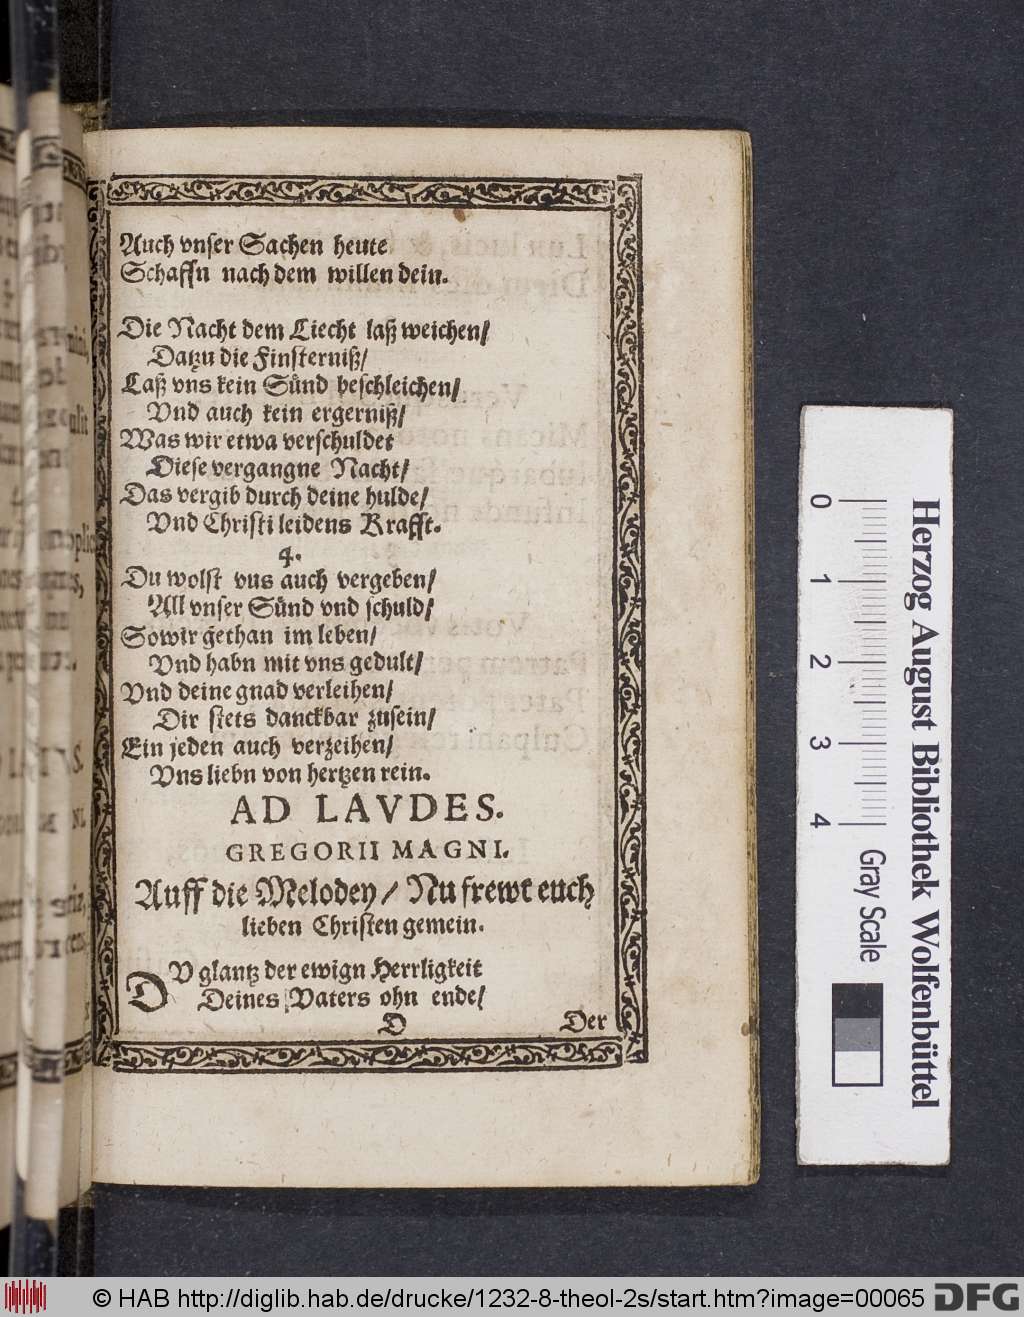 Auch vnser Sachen heute
Schaffn nach dem willen dein.
Die Nacht dem Liecht laß weichen/
Datzu die Finsterniß/
Laß vns kein Sünd beschleichen/
Vnd auch kein ergerniß/
Was wir etwa verschuldet
Diese vergangne Nacht/
Das vergib durch deine hulde/
Vnd Christi leidens Krafft.
4.
Du wolst vns auch vergeben/
All vnser Sünd vnd schuld/
So wir gethan im leben/
Vnd habn mit vns gedult/
Vnd deine gnad verleihen/
Dir stets danckbar zusein/
Ein jeden auch verzeihen/
Vns liebn von hertzen rein.
AD LAVDES.
GREGORII MAGNI.
Auff die Melodey/ Nu frewt euch
lieben Christen gemein.
DV glantz der ewign Herrligkeit
Deines Vaters ohn ende/
D Der
0 1 2 3 4
Herzog August Bibliothek Wolfenbüttel
Gray Scale
© HAB http://diglib.hab.de/drucke/1232-8-theol-2s/start.htm?image=00065
DFG